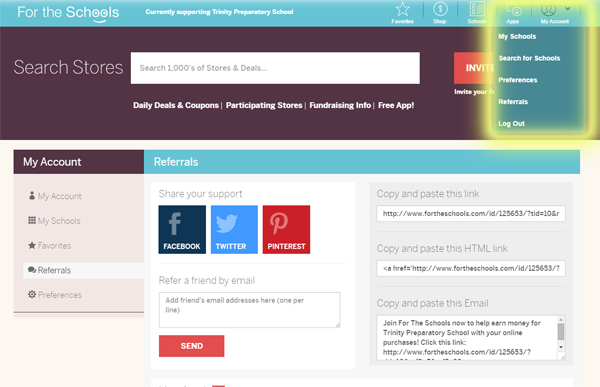 For the Schools
Currently supporting Trinity Preparatory School
Favorites
Shop
Schools
Apps
My Account
My Schools
Search for Schools
Preferences
Referrals
Log Out
Search Stores
Search 1,000's of Stores & Deals...
INVITE
Invite your
Daily Deals & Coupons | Participating Stores | Fundraising Info | Free App!
My Account
My Account
My Schools
Favorites
Referrals
Preferences
Referrals
Share your support
FACEBOOK
TWITTER
PINTEREST
Refer a friend by email
Add friend's email addresses here (one per
line)
SEND
Copy and paste this link
http://www.fortheschools.com/id/125653/?tid=10&r
Copy and paste this HTML link
<a href='http://www.fortheschools.com/id/125653/?
Copy and paste this Email
Join For The Schools now to help earn money for
Trinity Preparatory School with your online
purchases! Click this link:
http://www.fortheschools.com/id/125653/?